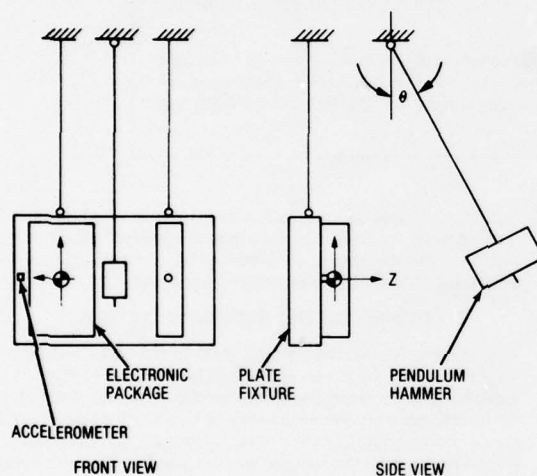 θ
Z
ELECTRONIC
PACKAGE
PLATE
FIXTURE
PENDULUM
HAMMER
ACCELEROMETER
FRONT VIEW
SIDE VIEW